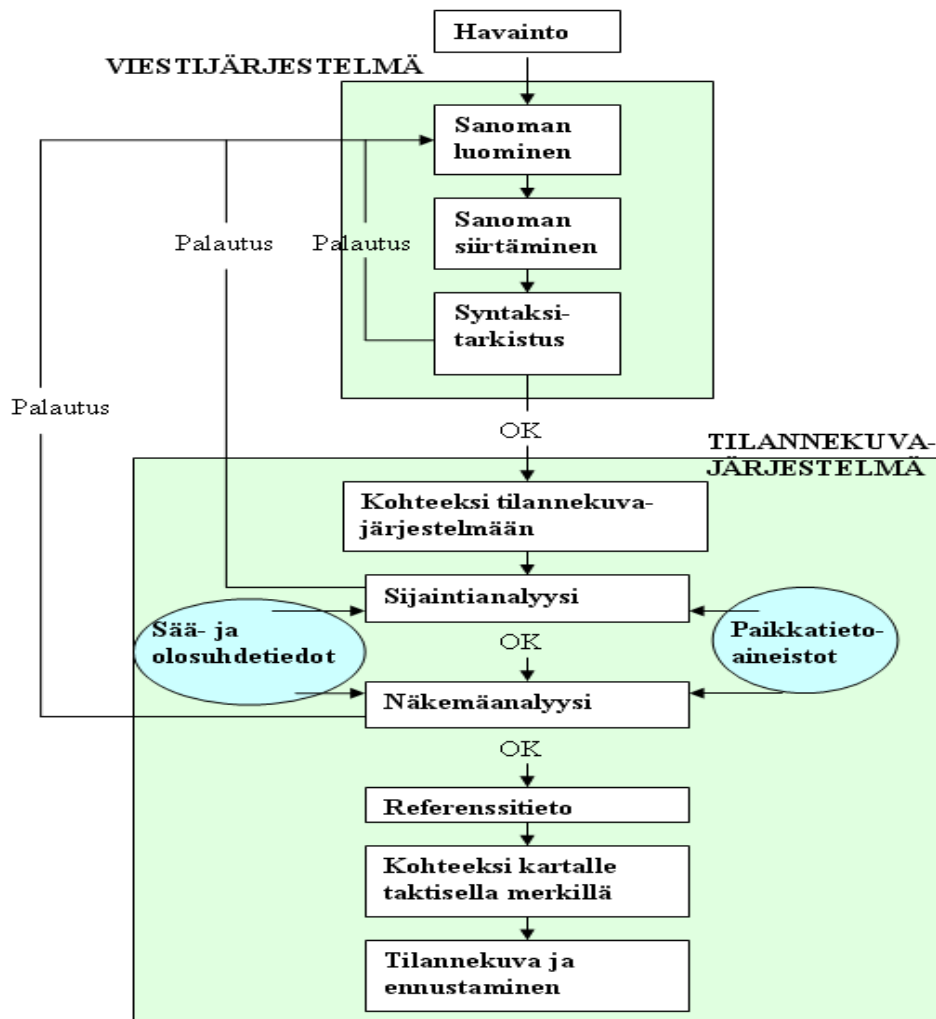 Havainto
VIESTIJÄRJESTELMÄ
Sanoman
luominen
Sanoman
siirtäminen
Palautus
Palautus
Syntaksi-
tarkistus
Palautus
OK
TILANNEKUVA-
JÄRJESTELMÄ
Kohteeksi tilannekuva-
järjestelmään
Sijaintianalyysi
Sää- ja
olosuhdetiedot
OK
Paikkatieto-
aineistot
Näkemäanalyysi
OK
Referenssitieto
Kohteeksi kartalle
taktisella merkillä
Tilannekuva ja
ennustaminen